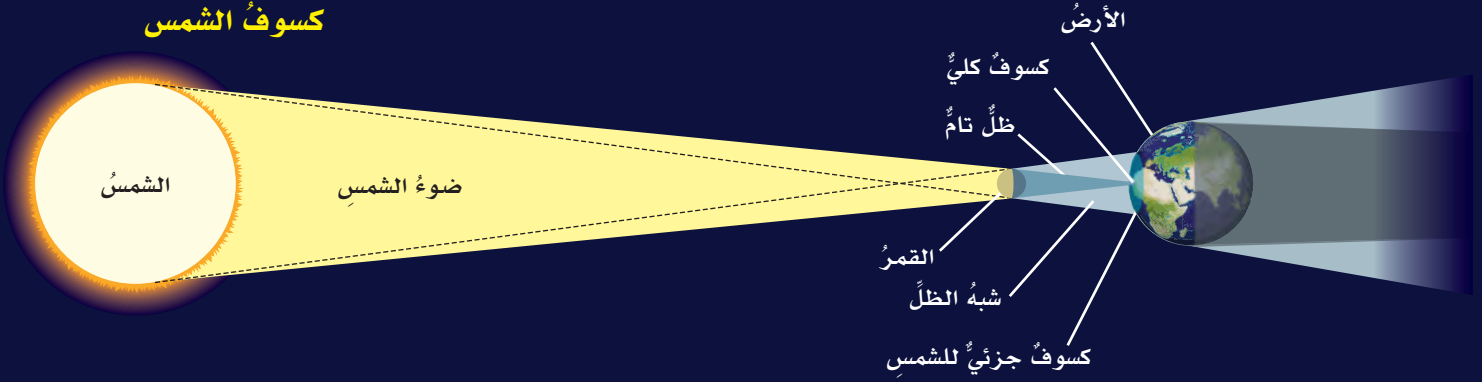 كسوفُ الشمس
الأرضُ
كسوفٌ كليٌّ
ظلٌّ تامٌّ
الشمسُ
ضوءُ الشمسِ
القمرُ
شبهُ الظلِّ
كسوفٌ جزئيٌّ للشمسِ